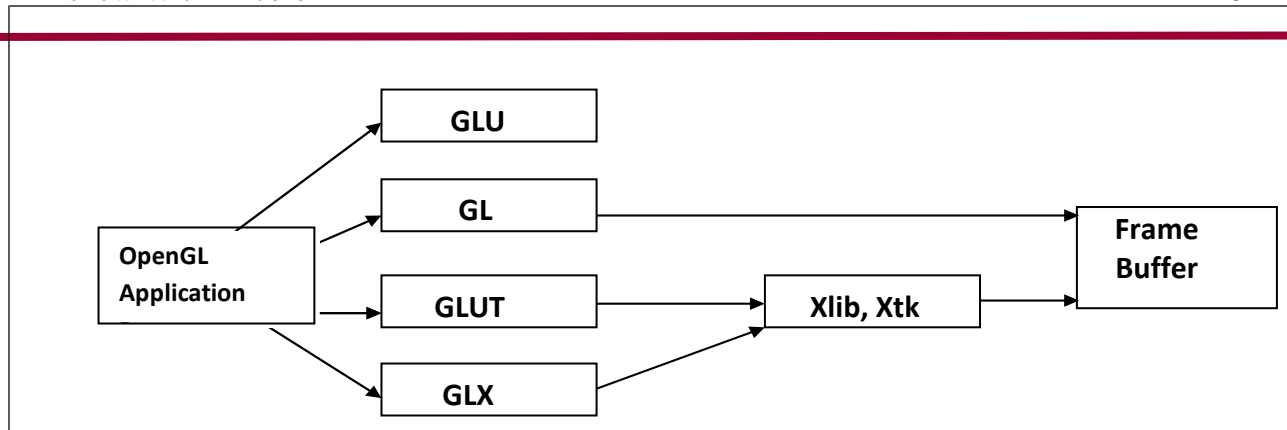 GLU
GL
OpenGL
Application
GLUT
GLX
Xlib, Xtk
Frame
Buffer